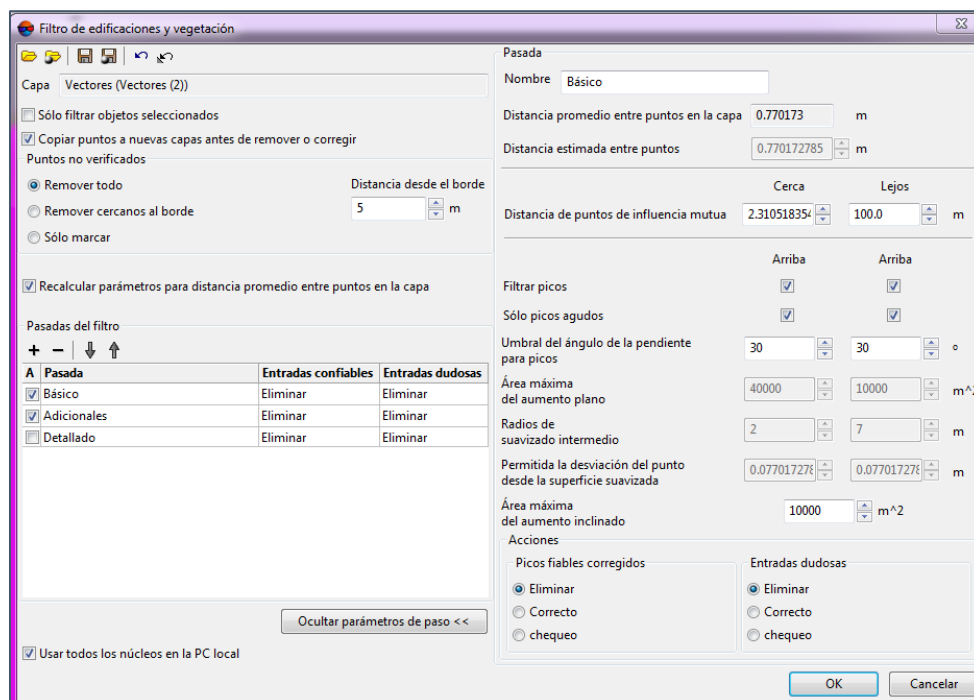 Filtro de edificaciones y vegetación
Capa Vectores (Vectores (2))
Sólo filtrar objetos seleccionados
Copiar puntos a nuevas capas antes de remover o corregir
Puntos no verificados
Remover todo
Distancia desde el borde
Remover cercanos al borde
5 m
Sólo marcar
Recalcular parámetros para distancia promedio entre puntos en la capa
Pasadas del filtro
A Pasada Entradas confiables Entradas dudosas
Básico Eliminar Eliminar
Adicionales Eliminar Eliminar
Detallado Eliminar Eliminar
Ocultar parámetros de paso <<
Usar todos los núcleos en la PC local
Pasada
Nombre Básico
Distancia promedio entre puntos en la capa 0.770173 m
Distancia estimada entre puntos 0.770172785 m
Cerca Lejos
Distancia de puntos de influencia mutua 2.310518354 100.0 m
Arriba Arriba
Filtrar picos
Sólo picos agudos
Umbral del ángulo de la pendiente
para picos
30 30 °
Área máxima
del aumento plano
40000 10000 m^2
Radios de
suavizado intermedio
2 7 m
Permitida la desviación del punto
desde la superficie suavizada
0.077017278 0.077017278 m
Área máxima
del aumento inclinado
10000 m^2
Acciones
Picos fiables corregidos Entradas dudosas
Eliminar Eliminar
Correcto Correcto
chequeo chequeo
OK Cancelar